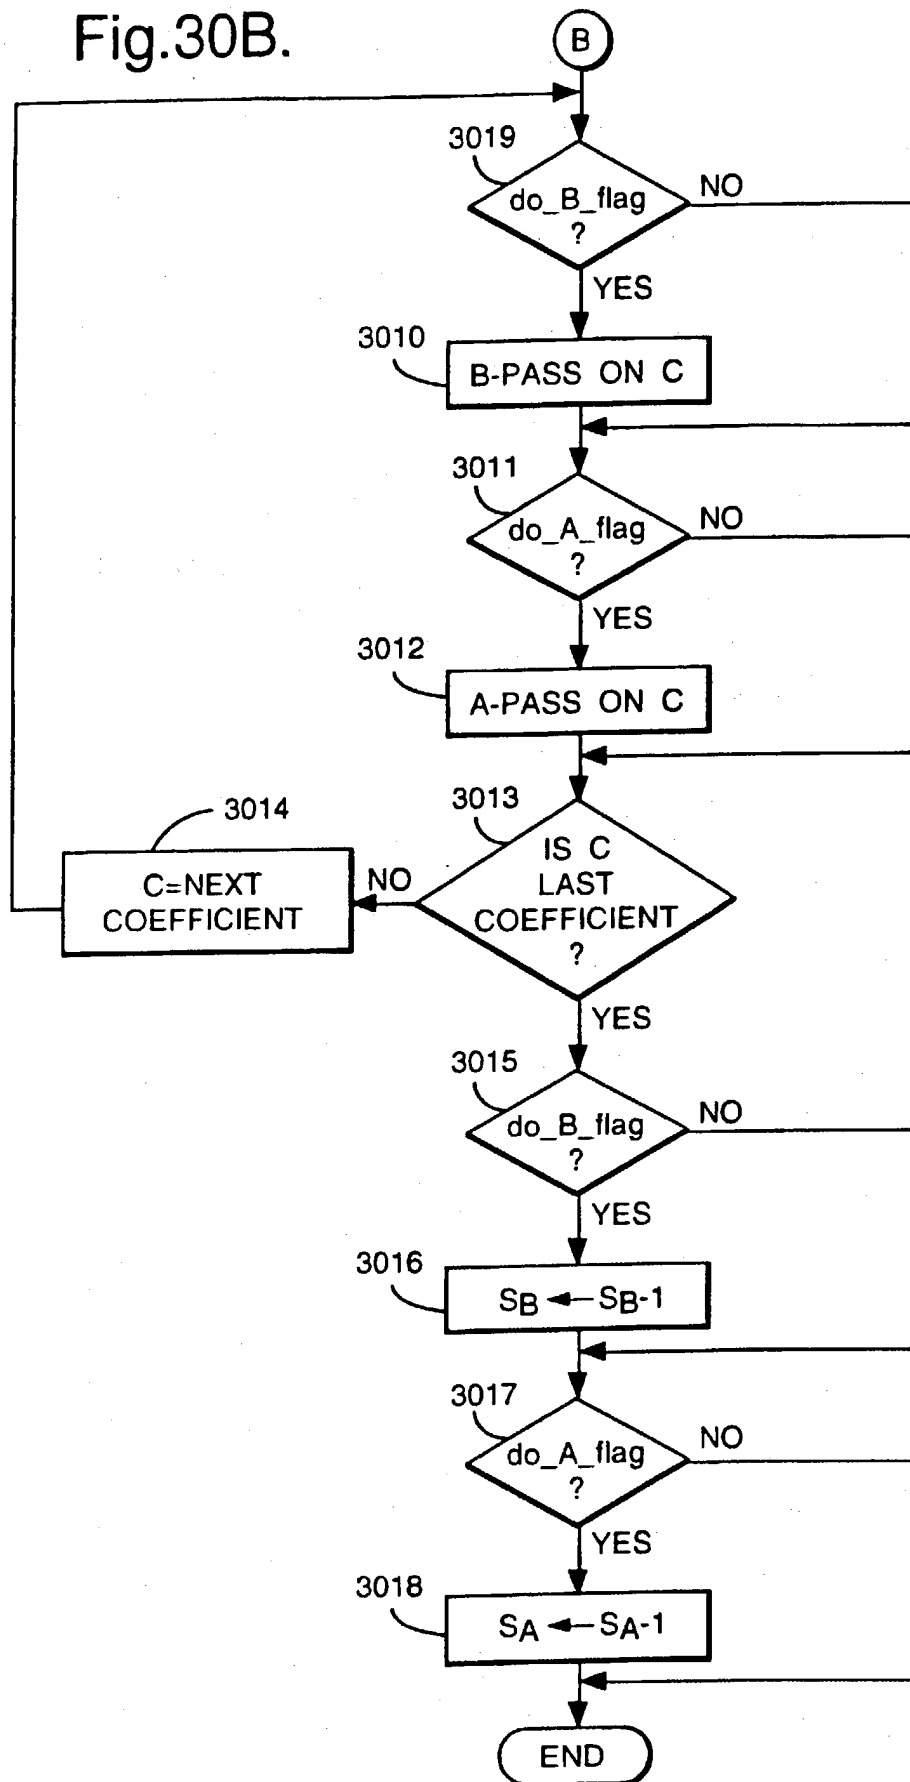 Fig.30B.
B
3019
do_B_flag
?
NO
YES
3010
B-PASS ON C
3011
do_A_flag
?
NO
YES
3012
A-PASS ON C
3013
IS C
LAST
COEFFICIENT
?
3014
C=NEXT
COEFFICIENT
NO
YES
3015
do_B_flag
?
NO
YES
3016
SB ← SB-1
3017
do_A_flag
?
NO
YES
3018
SA ← SA-1
END